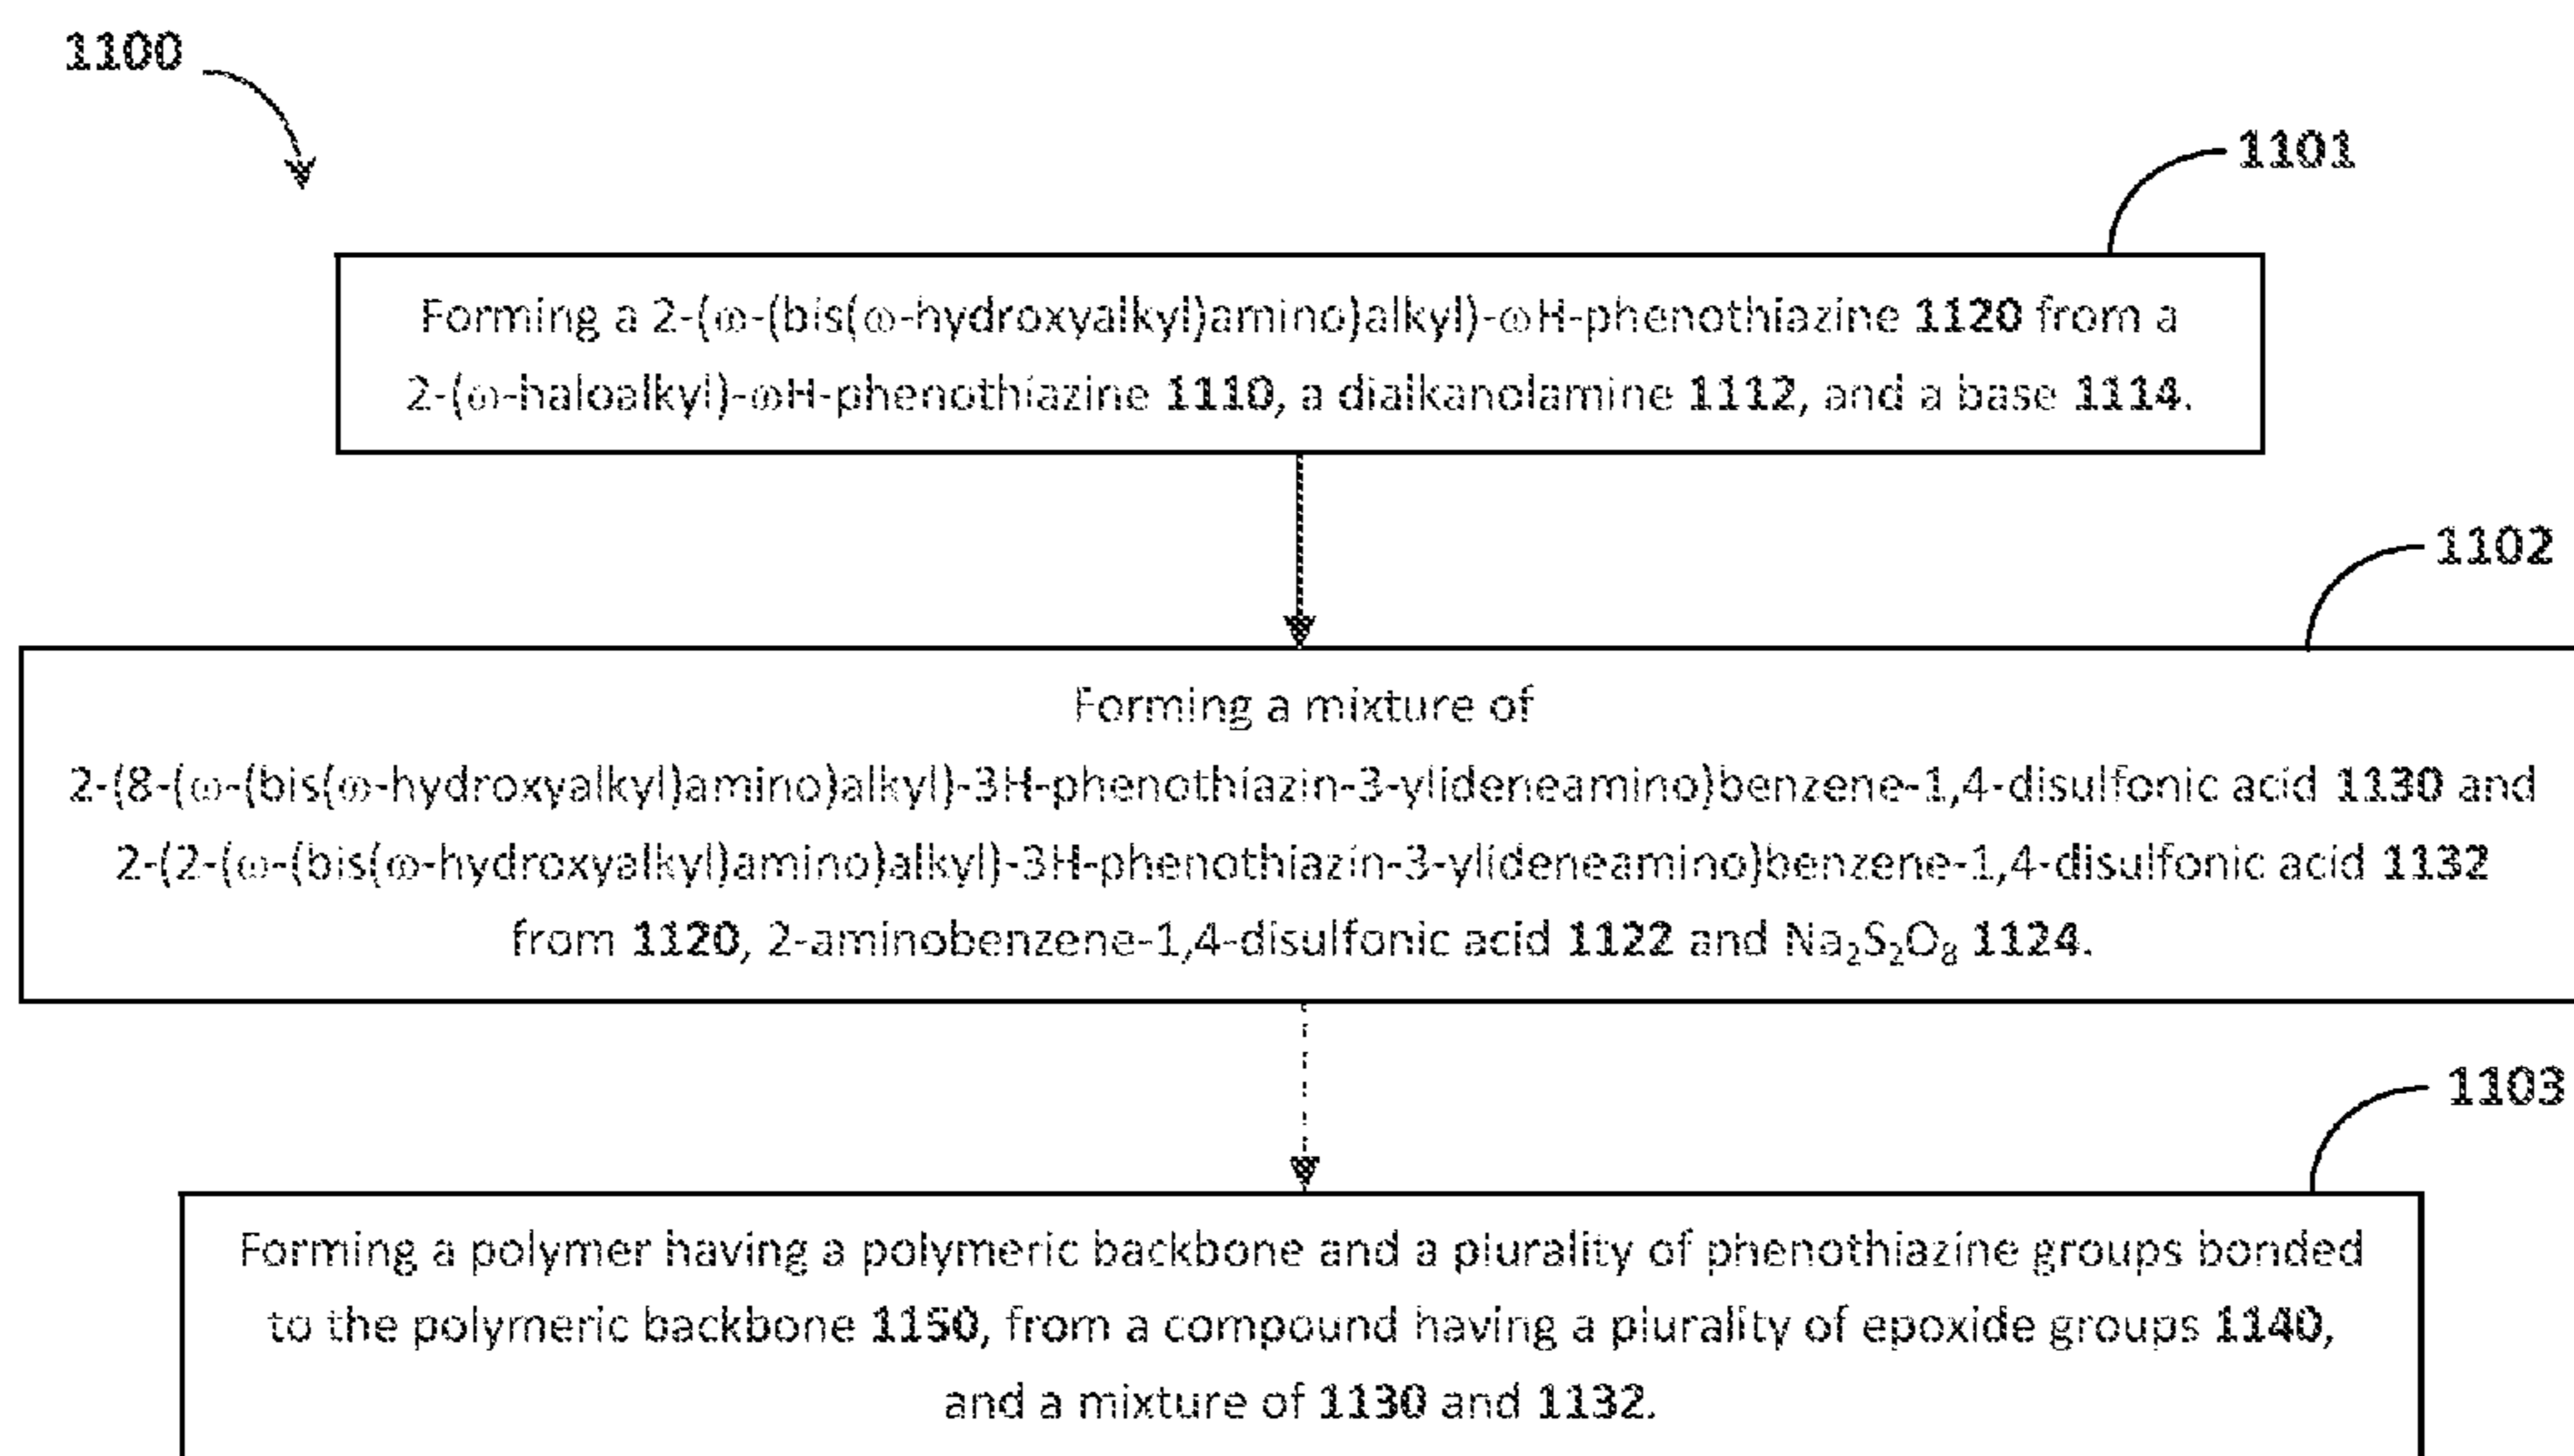 1100
1101
Forming a 2-(ω-(bis(ω-hydroxyalkyl)amino)alkyl)-ωH-phenothiazine 1120 from a
2-(ω-haloalkyl)-ωH-phenothiazine 1110, a dialkanolamine 1112, and a base 1114.
1102
Forming a mixture of
2-(8-(ω-(bis(ω-hydroxyalkyl)amino)alkyl)-3H-phenothiazin-3-ylideneamino)benzene-1,4-disulfonic acid 1130 and
2-(2-(ω-(bis(ω-hydroxyalkyl)amino)alkyl)-3H-phenothiazin-3-ylideneamino)benzene-1,4-disulfonic acid 1132
from 1120, 2-aminobenzene-1,4-disulfonic acid 1122 and Na₂S₂O₈ 1124.
1103
Forming a polymer having a polymeric backbone and a plurality of phenothiazine groups bonded
to the polymeric backbone 1150, from a compound having a plurality of epoxide groups 1140,
and a mixture of 1130 and 1132.